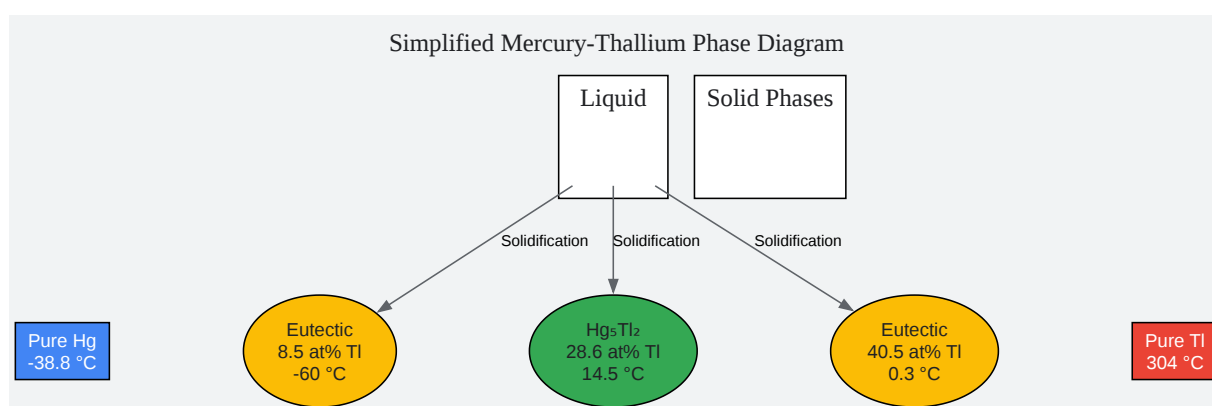 Simplified Mercury-Thallium Phase Diagram
Liquid
Solid Phases
Solidification
Solidification
Solidification
Pure Hg
-38.8 °C
Eutectic
8.5 at% Tl
-60 °C
Hg₅Tl₂
28.6 at% Tl
14.5 °C
Eutectic
40.5 at% Tl
0.3 °C
Pure Tl
304 °C